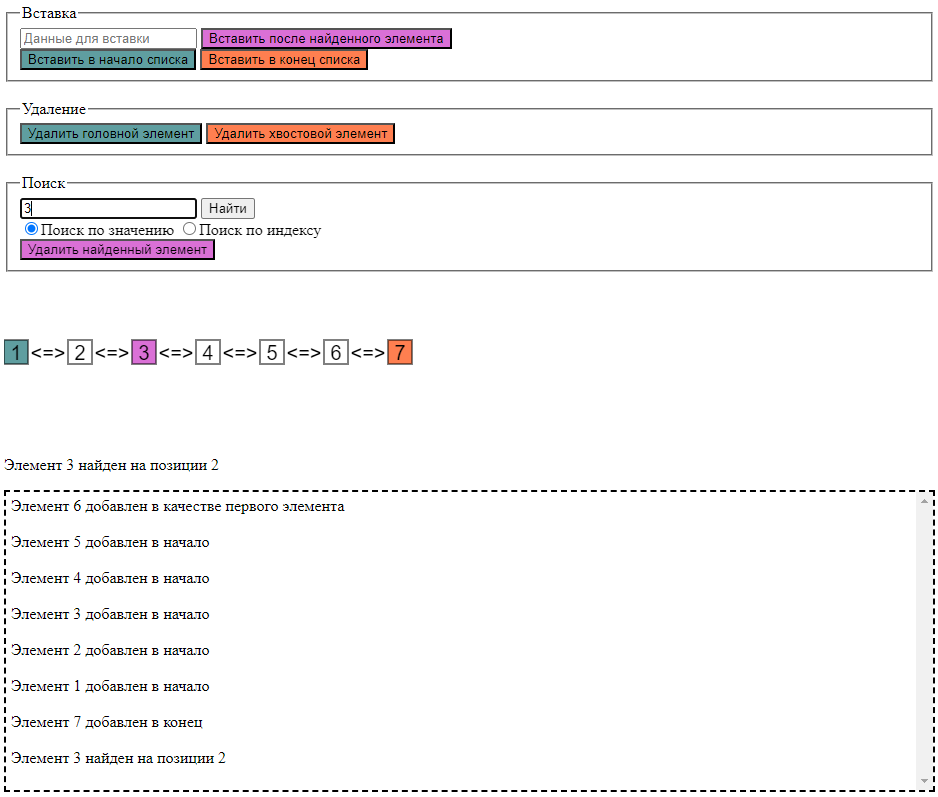 Вставка
Данные для вставки Вставить после найденного элемента
Вставить в начало списка Вставить в конец списка
Удаление
Удалить головной элемент Удалить хвостовой элемент
Поиск
3 Найти
Поиск по значению Поиск по индексу
Удалить найденный элемент
1 <=> 2 <=> 3 <=> 4 <=> 5 <=> 6 <=> 7
Элемент 3 найден на позиции 2
Элемент 6 добавлен в качестве первого элемента
Элемент 5 добавлен в начало
Элемент 4 добавлен в начало
Элемент 3 добавлен в начало
Элемент 2 добавлен в начало
Элемент 1 добавлен в начало
Элемент 7 добавлен в конец
Элемент 3 найден на позиции 2